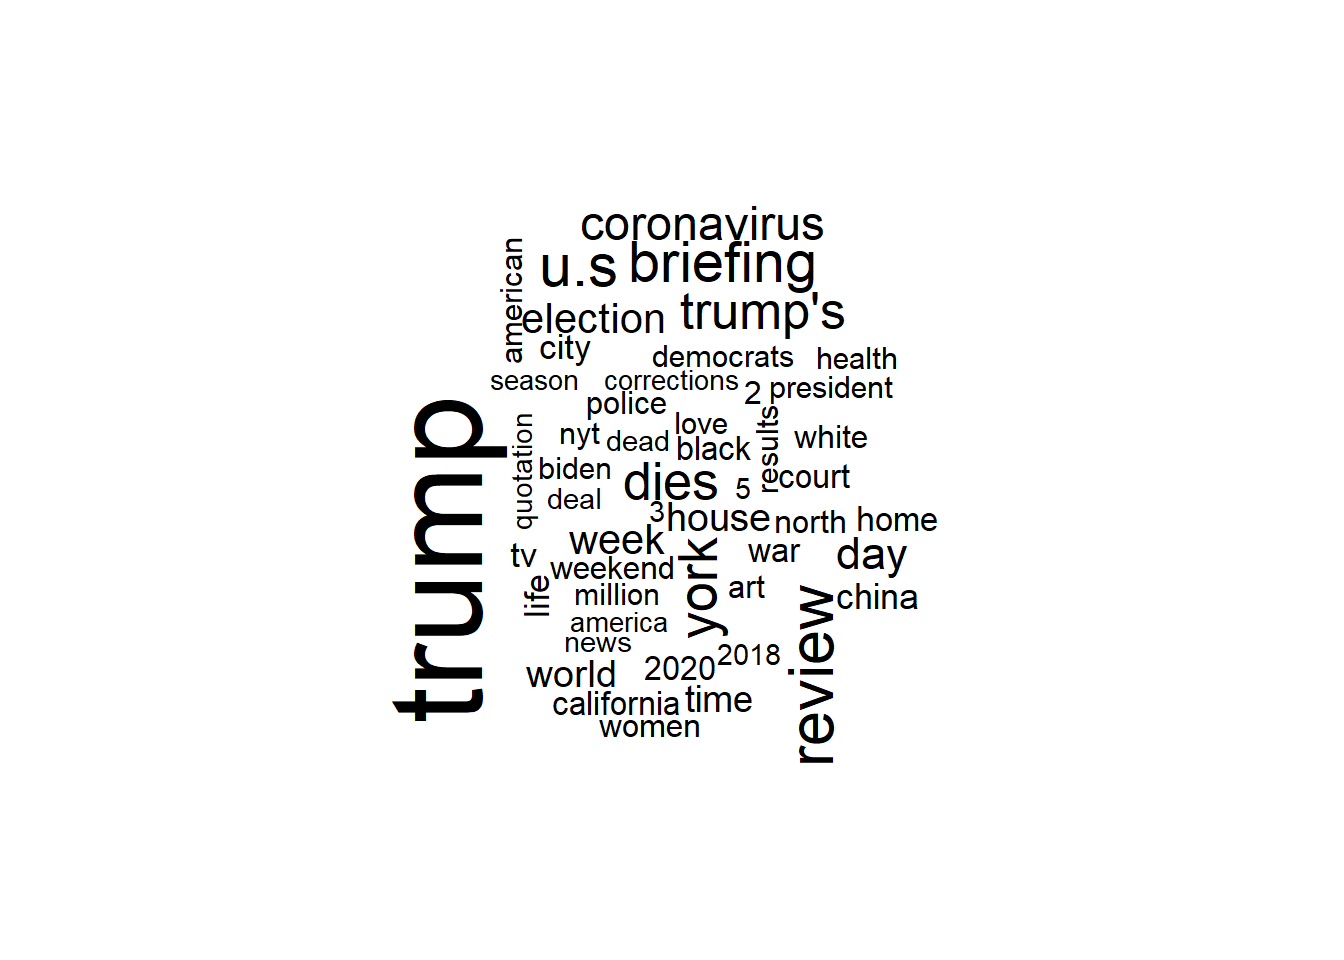 coronavirus
american
u.s
briefing
election
trump's
city
democrats
health
season
corrections
2
president
police
trump
quotation
nyt
dead
love
black
results
white
biden
dies
5
court
deal
3
house
north
home
week
york
war
day
tv
weekend
life
million
art
china
america
news
review
world
2020
2018
california
time
women